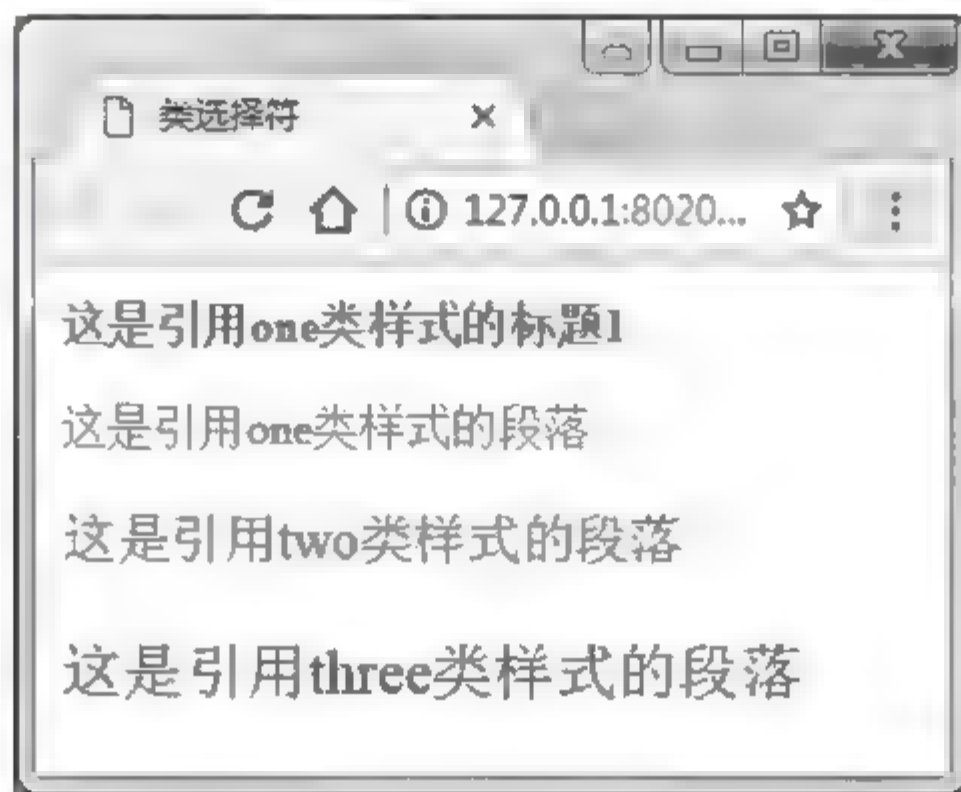 类选择符
127.0.0.1:8020...
这是引用one类样式的标题1
这是引用one类样式的段落
这是引用two类样式的段落
这是引用three类样式的段落